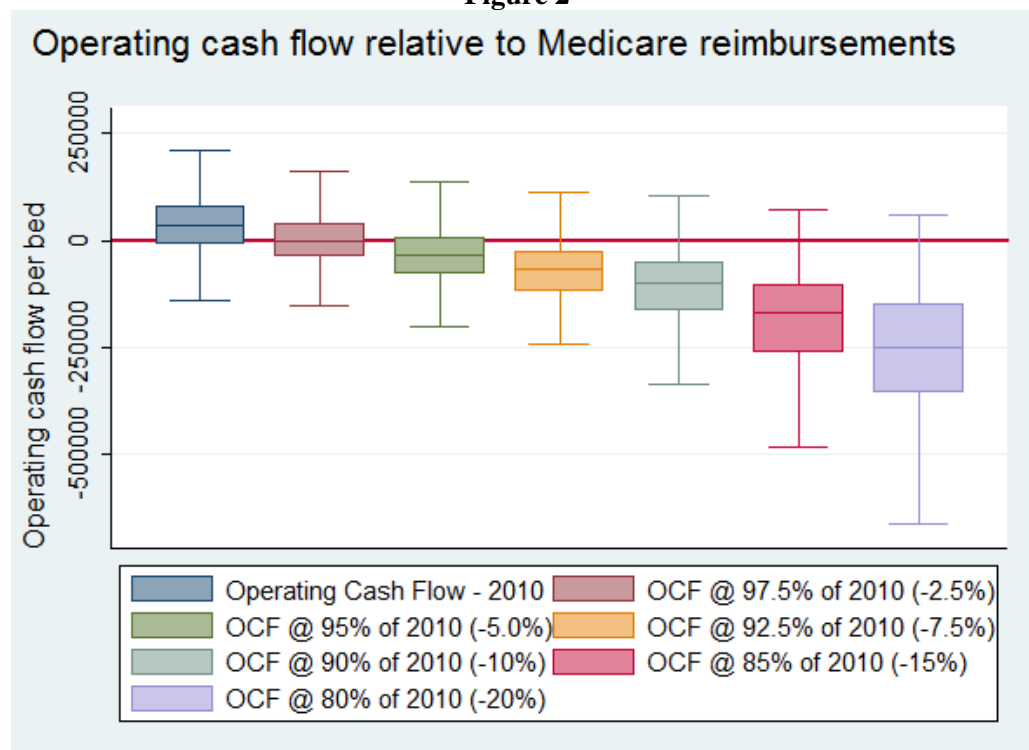 Figure 2
Operating cash flow relative to Medicare reimbursements
Operating cash flow per bed
250000
0
-250000
-500000
Operating Cash Flow - 2010
OCF @ 97.5% of 2010 (-2.5%)
OCF @ 95% of 2010 (-5.0%)
OCF @ 92.5% of 2010 (-7.5%)
OCF @ 90% of 2010 (-10%)
OCF @ 85% of 2010 (-15%)
OCF @ 80% of 2010 (-20%)